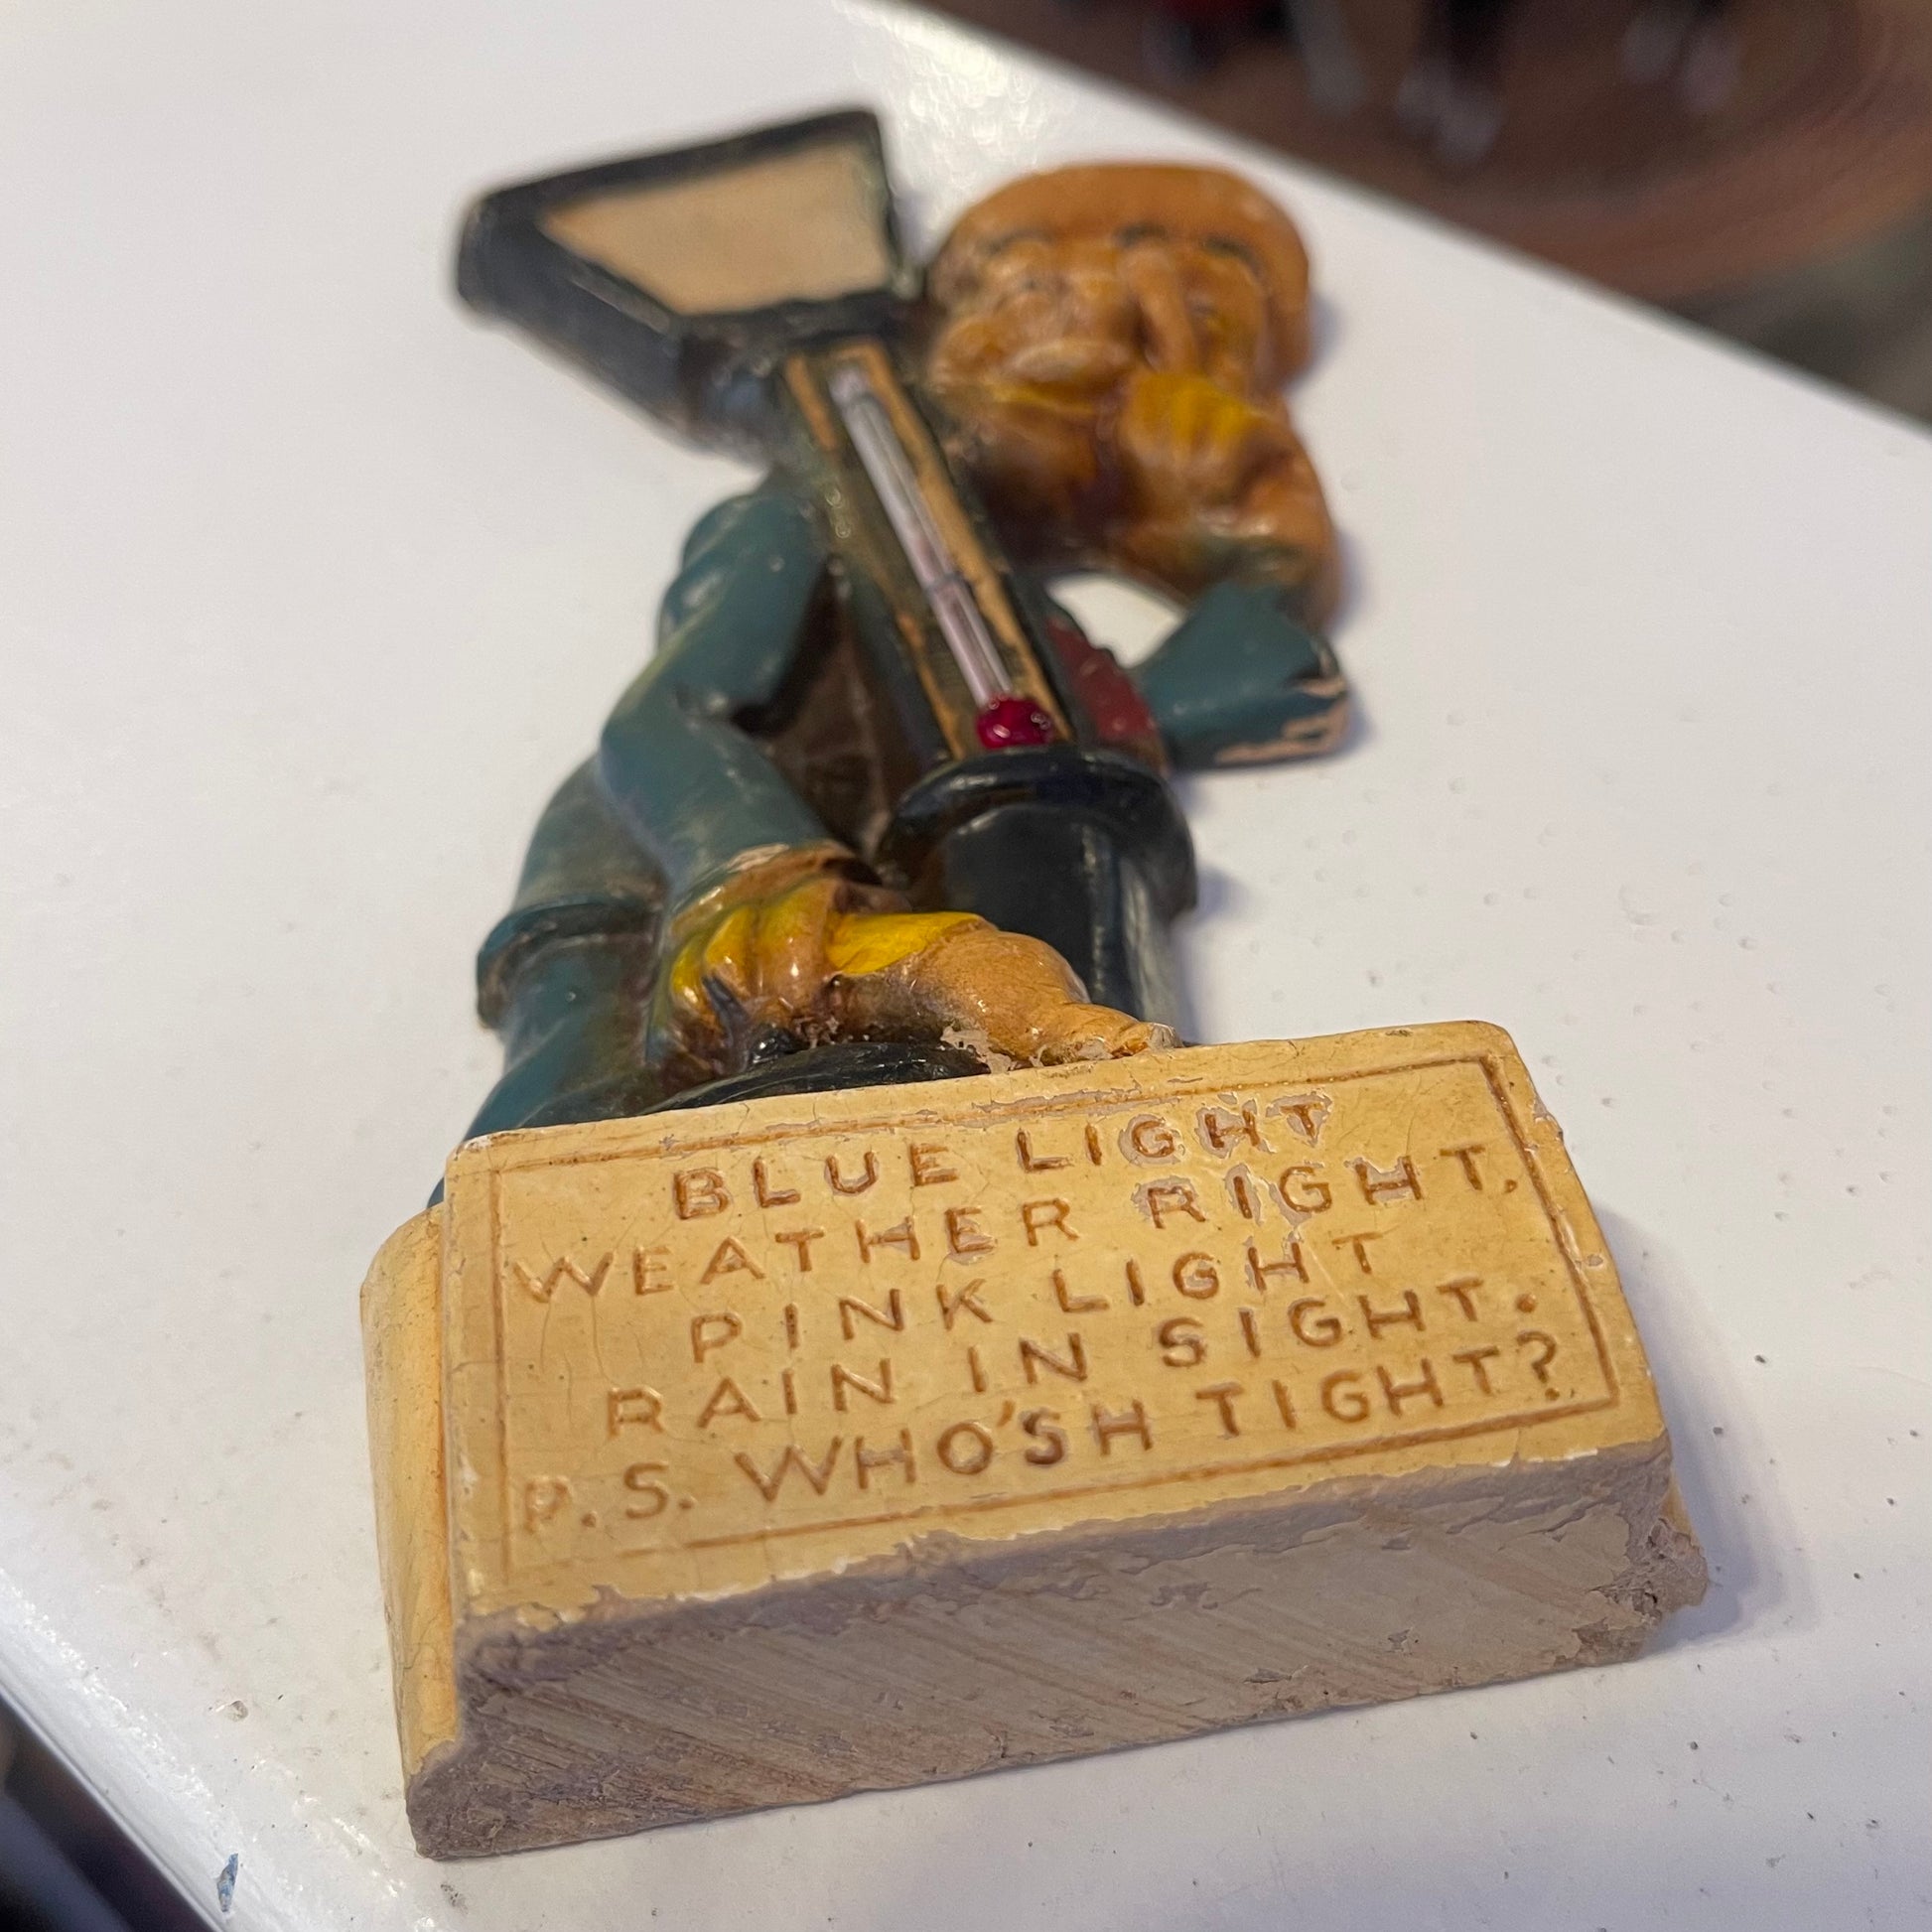 BLUE LIGHT
WEATHER RIGHT.
PINK LIGHT
RAIN IN SIGHT.
P.S. WHO'SH TIGHT?